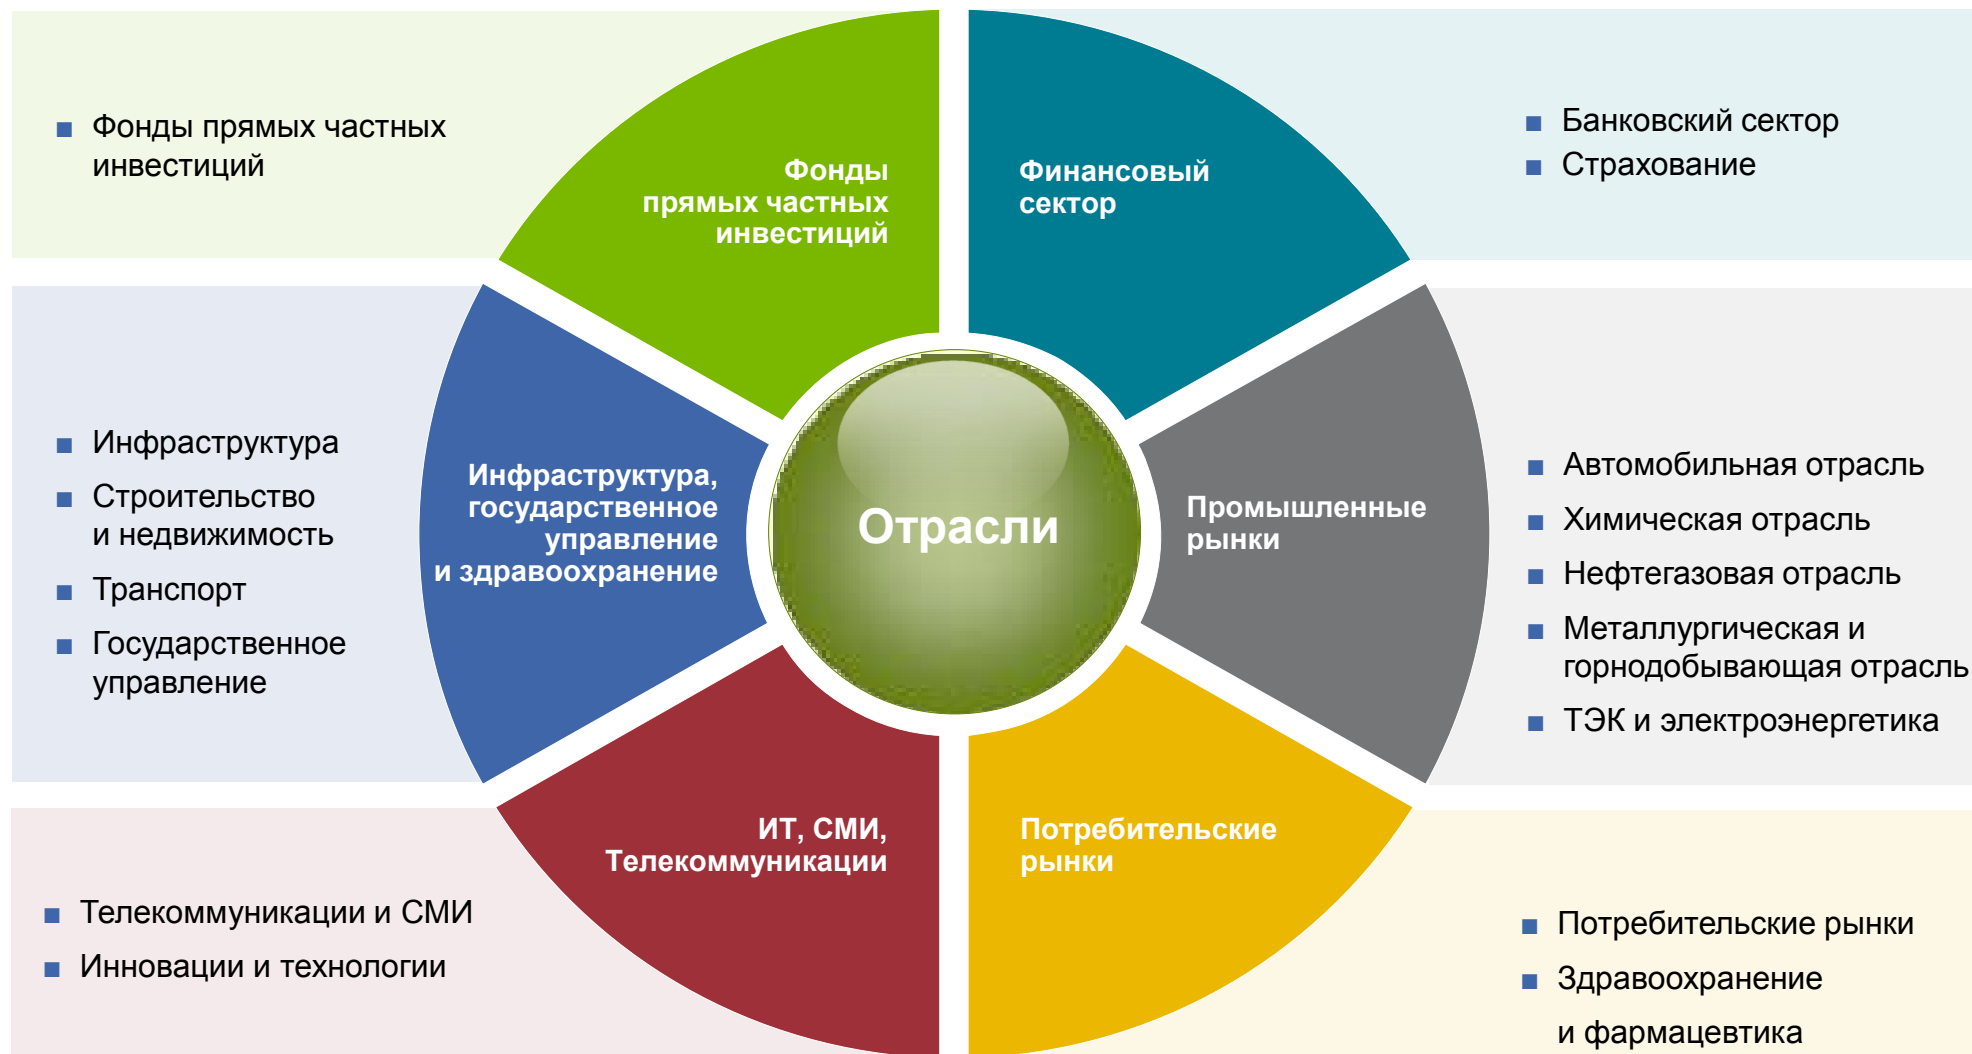 Фонды прямых частных
инвестиций
Фонды
прямых частных
инвестиций
Финансовый
сектор
Банковский сектор
Страхование
Инфраструктура
Строительство
и недвижимость
Транспорт
Государственное
управление
Инфраструктура,
государственное
управление
и здравоохранение
Отрасли
Промышленные
рынки
Автомобильная отрасль
Химическая отрасль
Нефтегазовая отрасль
Металлургическая и
горнодобывающая отрасль
ТЭК и электроэнергетика
Телекоммуникации и СМИ
Инновации и технологии
ИТ, СМИ,
Телекоммуникации
Потребительские
рынки
Потребительские рынки
Здравоохранение
и фармацевтика